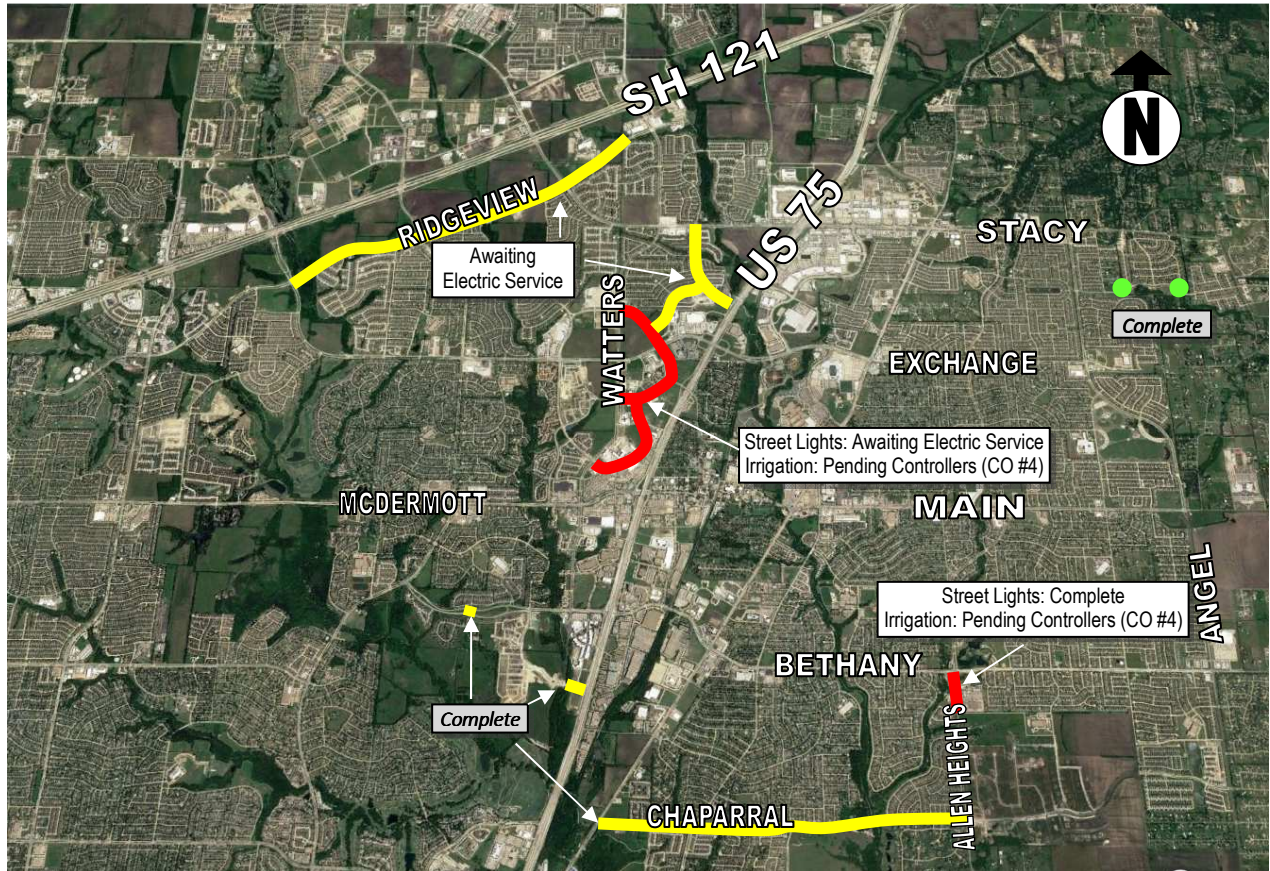 SH 121
N
RIDGEVIEW
US 75
STACY
Awaiting
Electric Service
WATTERS
Complete
EXCHANGE
Street Lights: Awaiting Electric Service
Irrigation: Pending Controllers (CO #4)
MCDERMOTT
MAIN
ANGEL
Street Lights: Complete
Irrigation: Pending Controllers (CO #4)
BETHANY
Complete
ALLEN HEIGHTS
CHAPARRAL